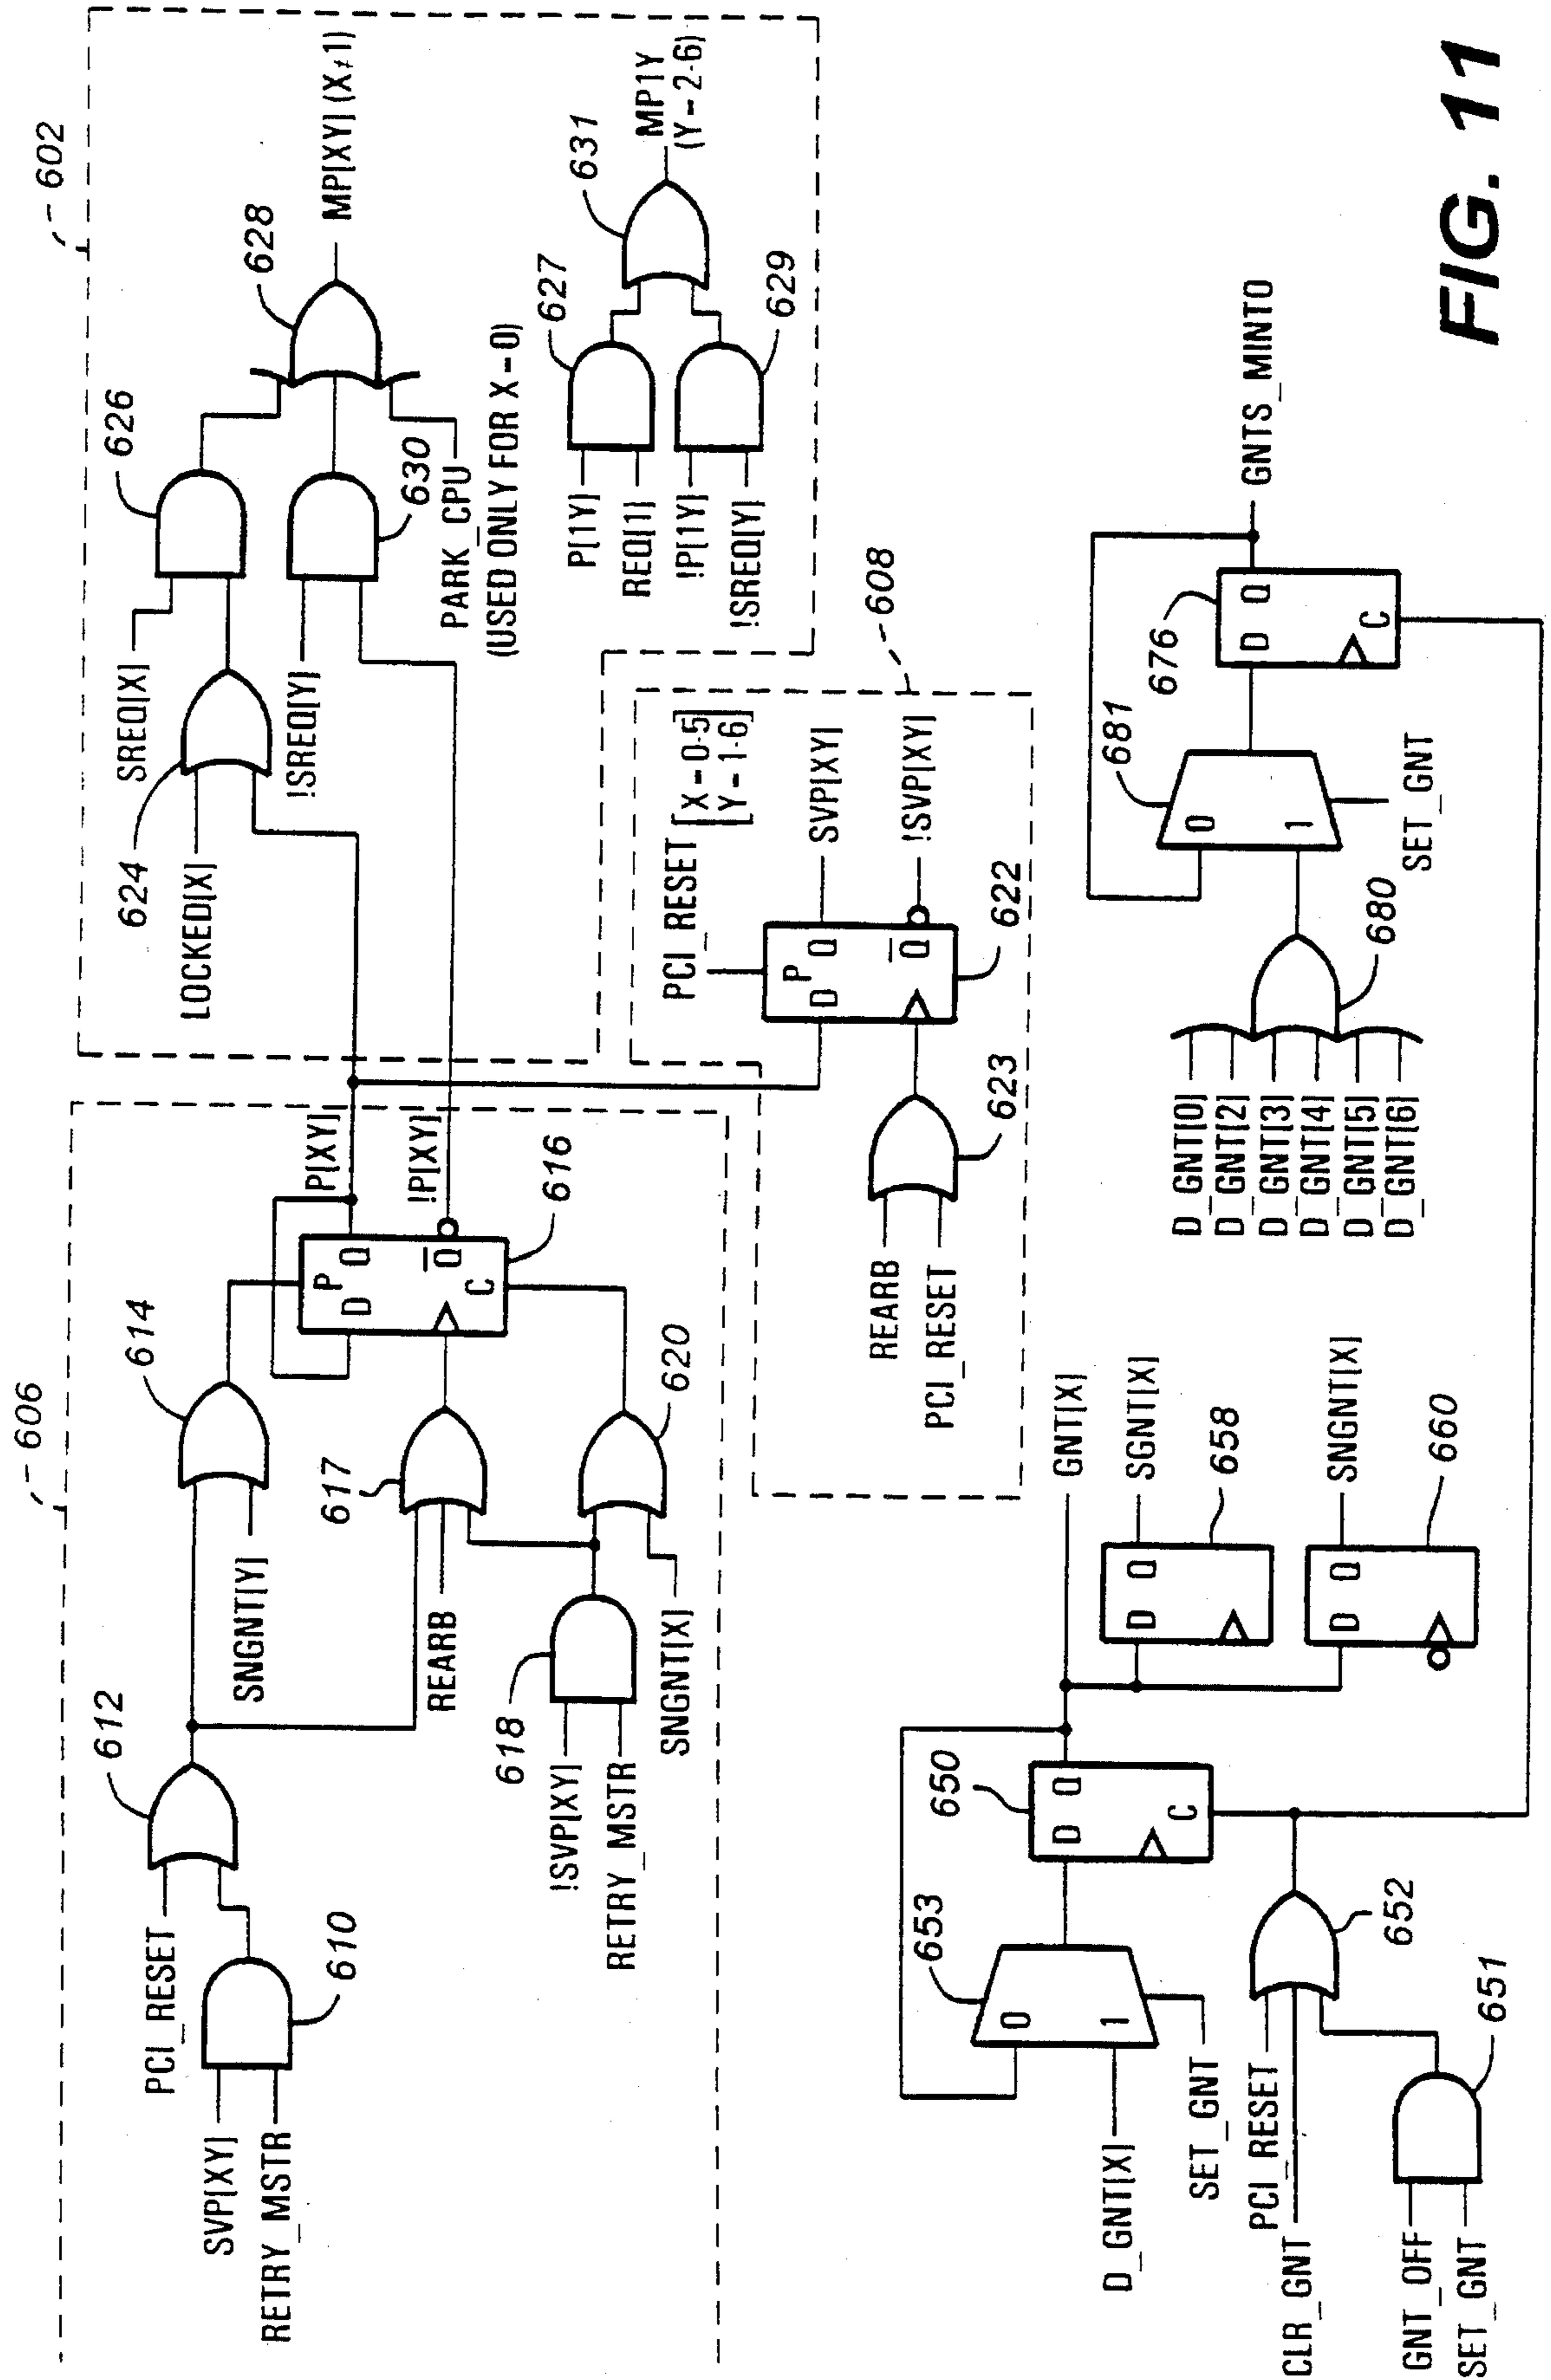 602
606
SVP[XY]
RETRY_MSTR
PCI_RESET
610
612
SNGNT[Y]
614
REARB
617
!SVP[XY]
RETRY_MSTR
618
SNGNT[X]
620
P
D Q
Q
C
616
P[XY]
!P[XY]
LOCKED[X]
624
SREQ[X]
626
!SREQ[Y]
630
PARK_CPU
(USED ONLY FOR X=0)
628
MP[XY] (X≠1)
P[1Y]
REQ[1]
627
!P[1Y]
!SREQ[Y]
629
631
MP1Y
(Y=2-6)
608
PCI_RESET
[X=0-5]
[Y=1-6]
REARB
PCI_RESET
623
P
D Q
Q
622
SVP[XY]
!SVP[XY]
D_GNT[X]
0
1
653
SET_GNT
PCI_RESET
CLR_GNT
GNT_OFF
SET_GNT
651
652
650
D Q
C
GNT[X]
D Q
SGNT[X]
658
D Q
SNGNT[X]
660
D_GNT[0]
D_GNT[2]
D_GNT[3]
D_GNT[4]
D_GNT[5]
D_GNT[6]
680
0
1
681
SET_GNT
676
D Q
C
GNTS_MINTO
FIG. 11